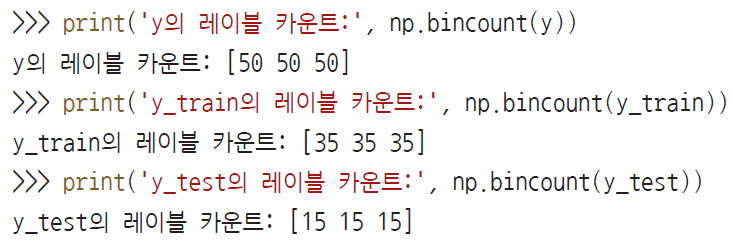 >>> print('y의 레이블 카운트:', np.bincount(y))
y의 레이블 카운트: [50 50 50]
>>> print('y_train의 레이블 카운트:', np.bincount(y_train))
y_train의 레이블 카운트: [35 35 35]
>>> print('y_test의 레이블 카운트:', np.bincount(y_test))
y_test의 레이블 카운트: [15 15 15]